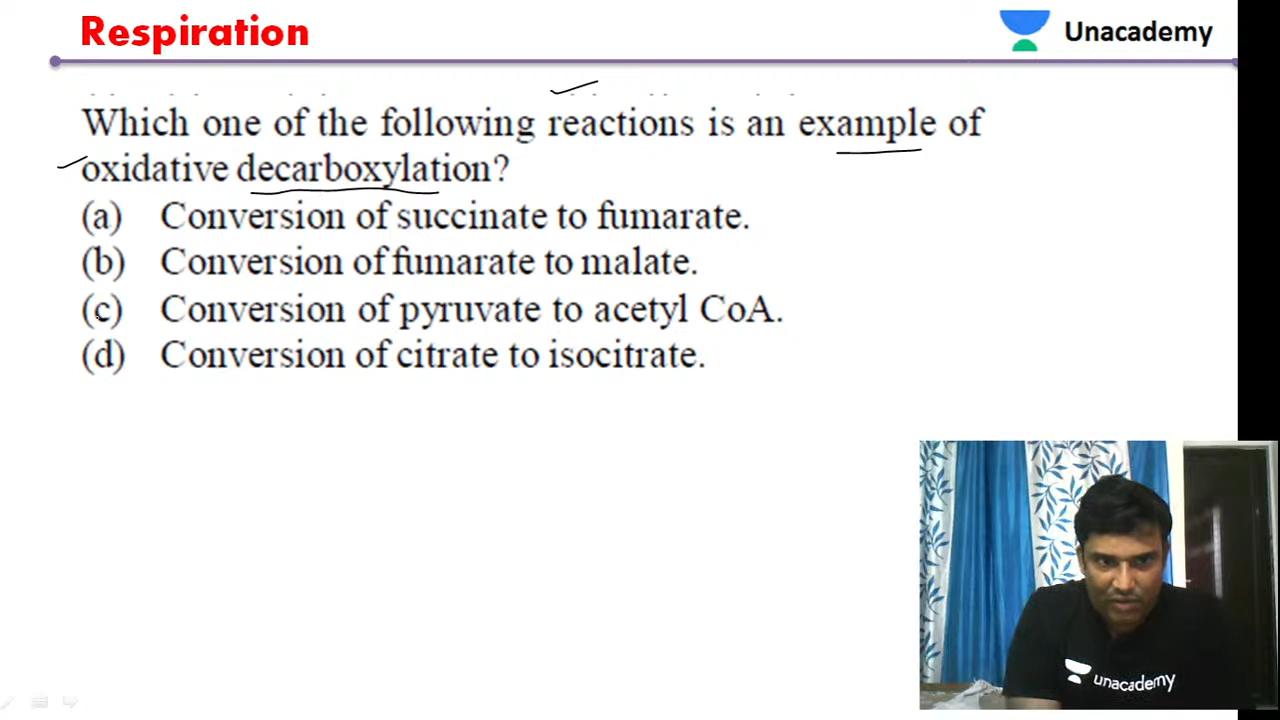 Respiration
Unacademy
Which one of the following reactions is an example of
oxidative decarboxylation?
(a) Conversion of succinate to fumarate.
(b) Conversion of fumarate to malate.
(c) Conversion of pyruvate to acetyl CoA.
(d) Conversion of citrate to isocitrate.
unacademy